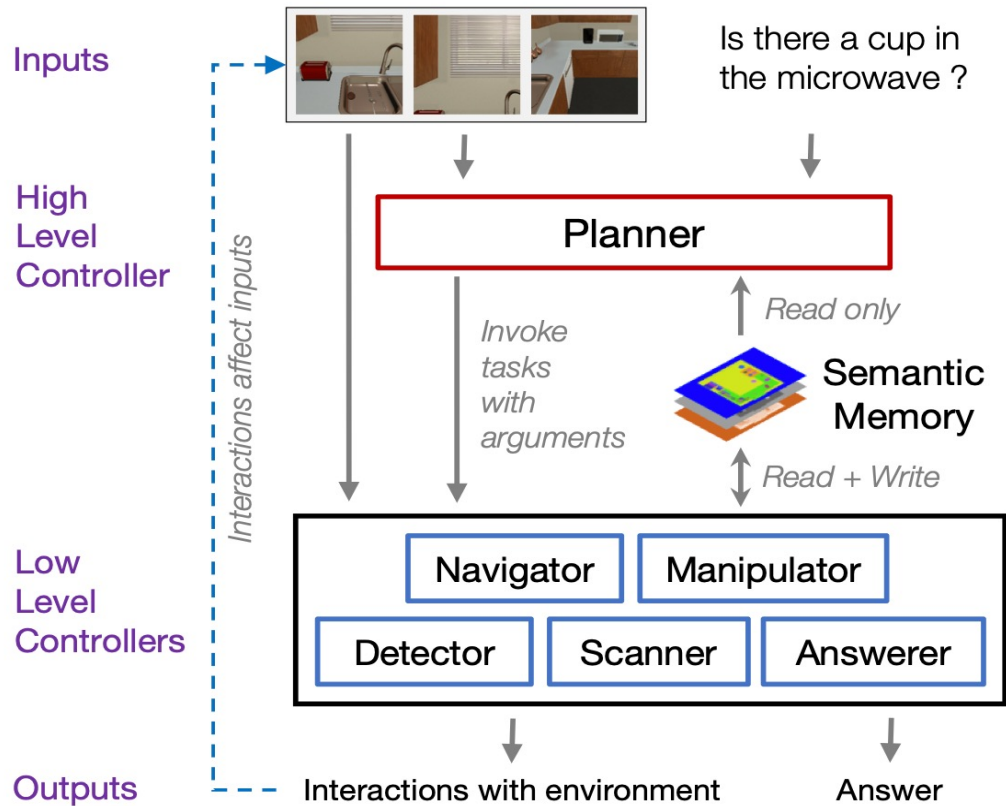 Inputs
Is there a cup in
the microwave ?
High
Level
Controller
Planner
Interactions affect inputs
Invoke
tasks
with
arguments
Read only
Semantic
Memory
Read + Write
Low
Level
Controllers
Navigator
Manipulator
Detector
Scanner
Answerer
Outputs
Interactions with environment
Answer